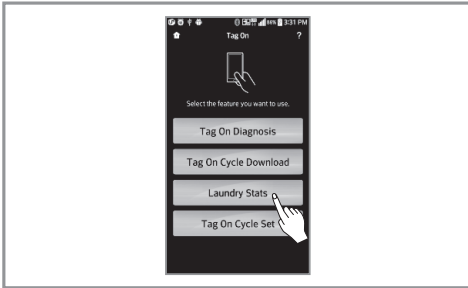 86% 3:31 PM
Tag On ?
Select the feature you want to use.
Tag On Diagnosis
Tag On Cycle Download
Laundry Stats
Tag On Cycle Set